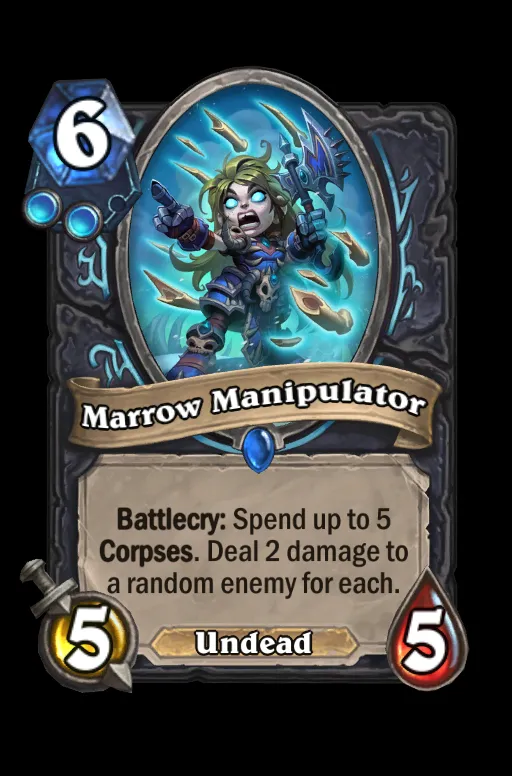 6
Marrow Manipulator
Battlecry: Spend up to 5
Corpses. Deal 2 damage to
a random enemy for each.
5
Undead
5